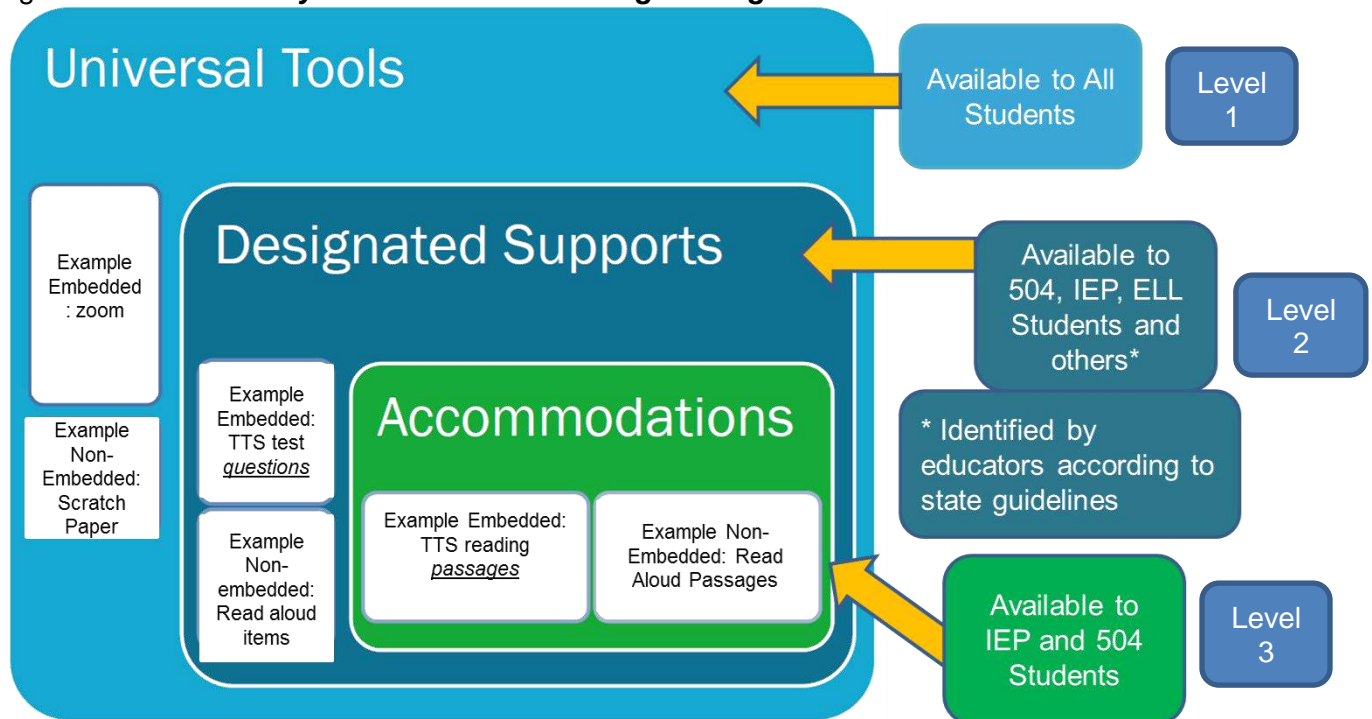 Universal Tools
Available to All
Students
Level
1
Example
Embedded
: zoom
Example
Non-
Embedded:
Scratch
Paper
Designated Supports
Available to
504, IEP, ELL
Students and
others*
Level
2
* Identified by
educators according to
state guidelines
Example
Embedded:
TTS test
questions
Example
Non-
embedded:
Read aloud
items
Accommodations
Example Embedded:
TTS reading
passages
Example Non-
Embedded: Read
Aloud Passages
Available to
IEP and 504
Students
Level
3